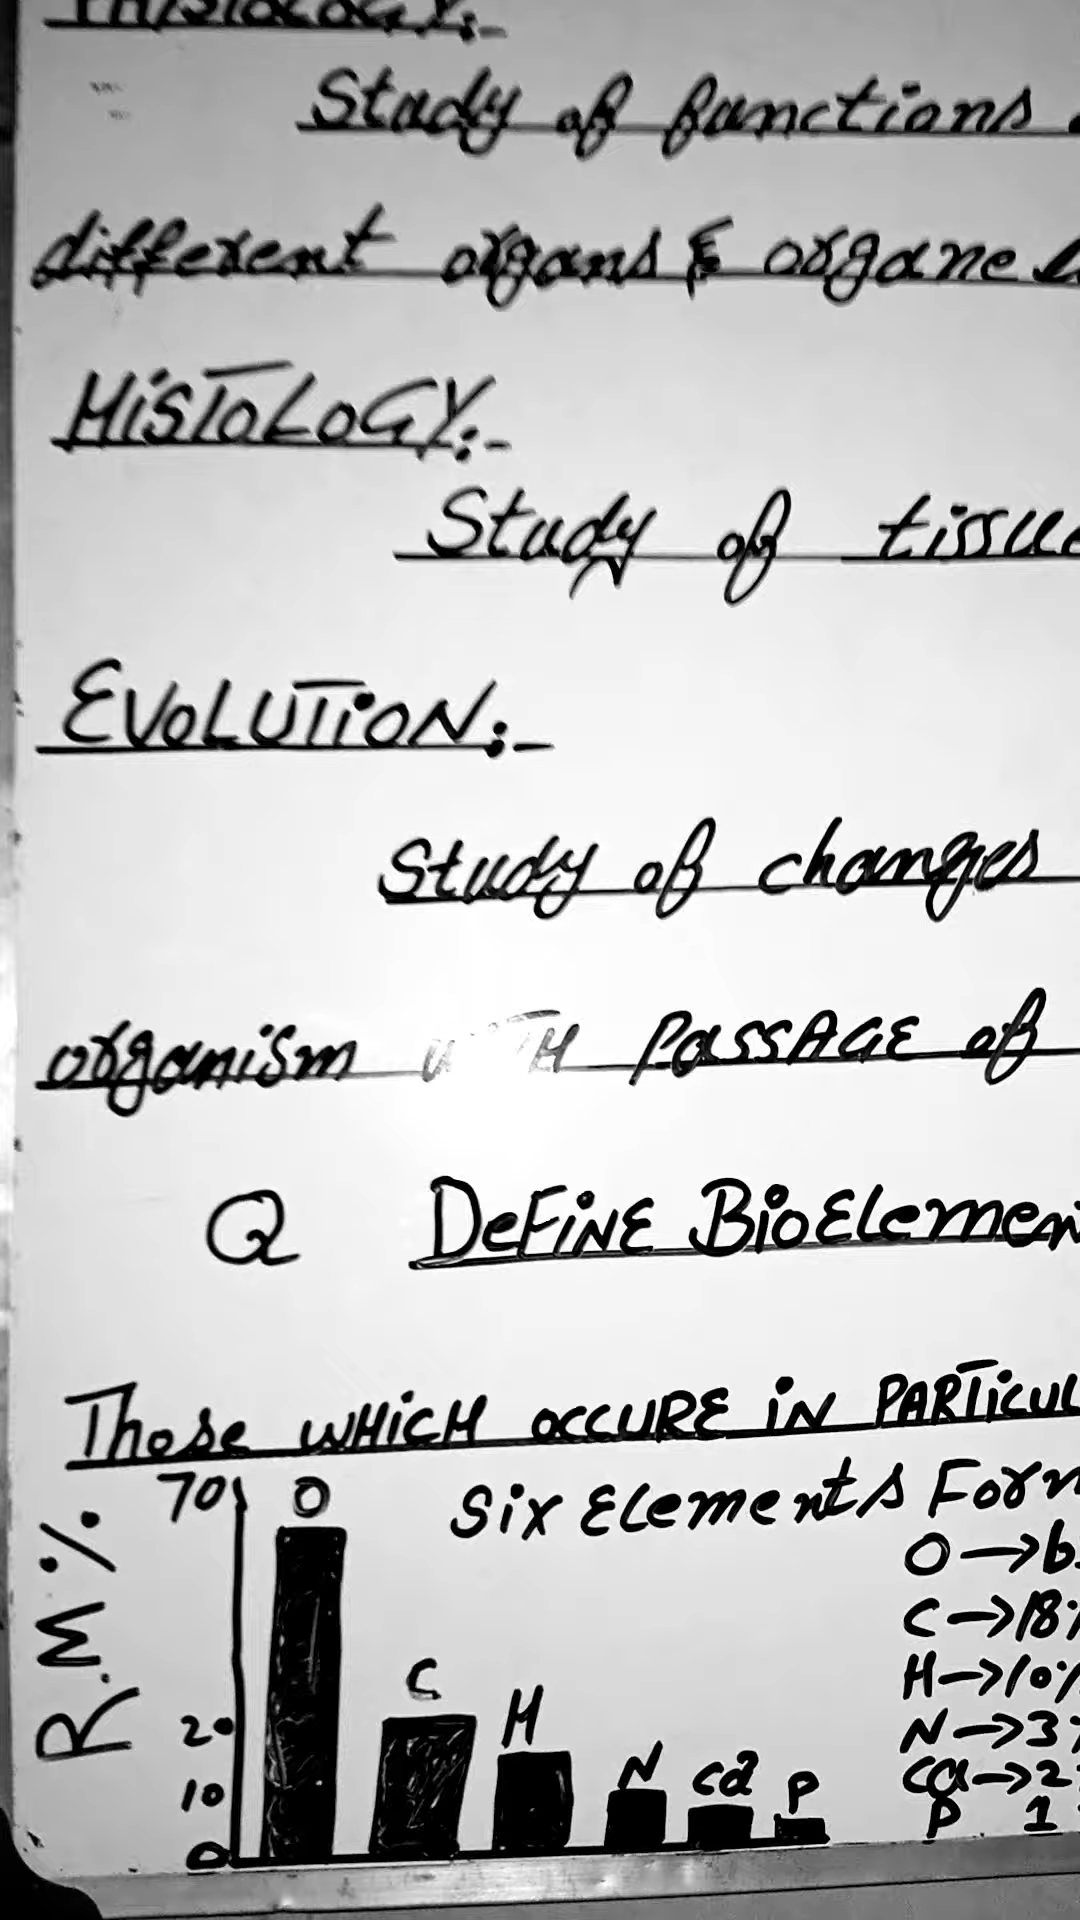 Study of functions
different organs & organe
HiSTOLOGY:-
Study of tissue
EVOLUTiON:-
Study of changes
organism WITH PASSAGE of
Q DeFiNE BioElemen
Those WHiCH OCCURE iN PARTiCUL
70 O Six Elements Form
R.M%
O→
C→18%
C H
H→10%
20
N→3%
N Ca P
Ca→2
10
P 1
0